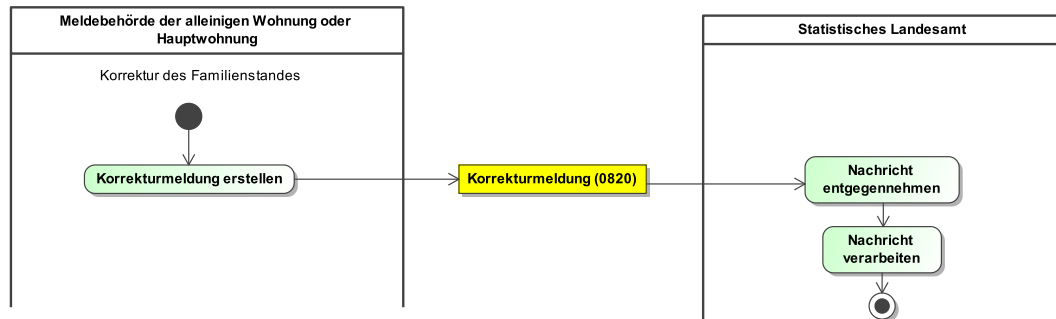 Meldebehörde der alleinigen Wohnung oder
Hauptwohnung
Statistisches Landesamt
Korrektur des Familienstandes
Korrekturmeldung erstellen
Korrekturmeldung (0820)
Nachricht
entgegennehmen
Nachricht
verarbeiten